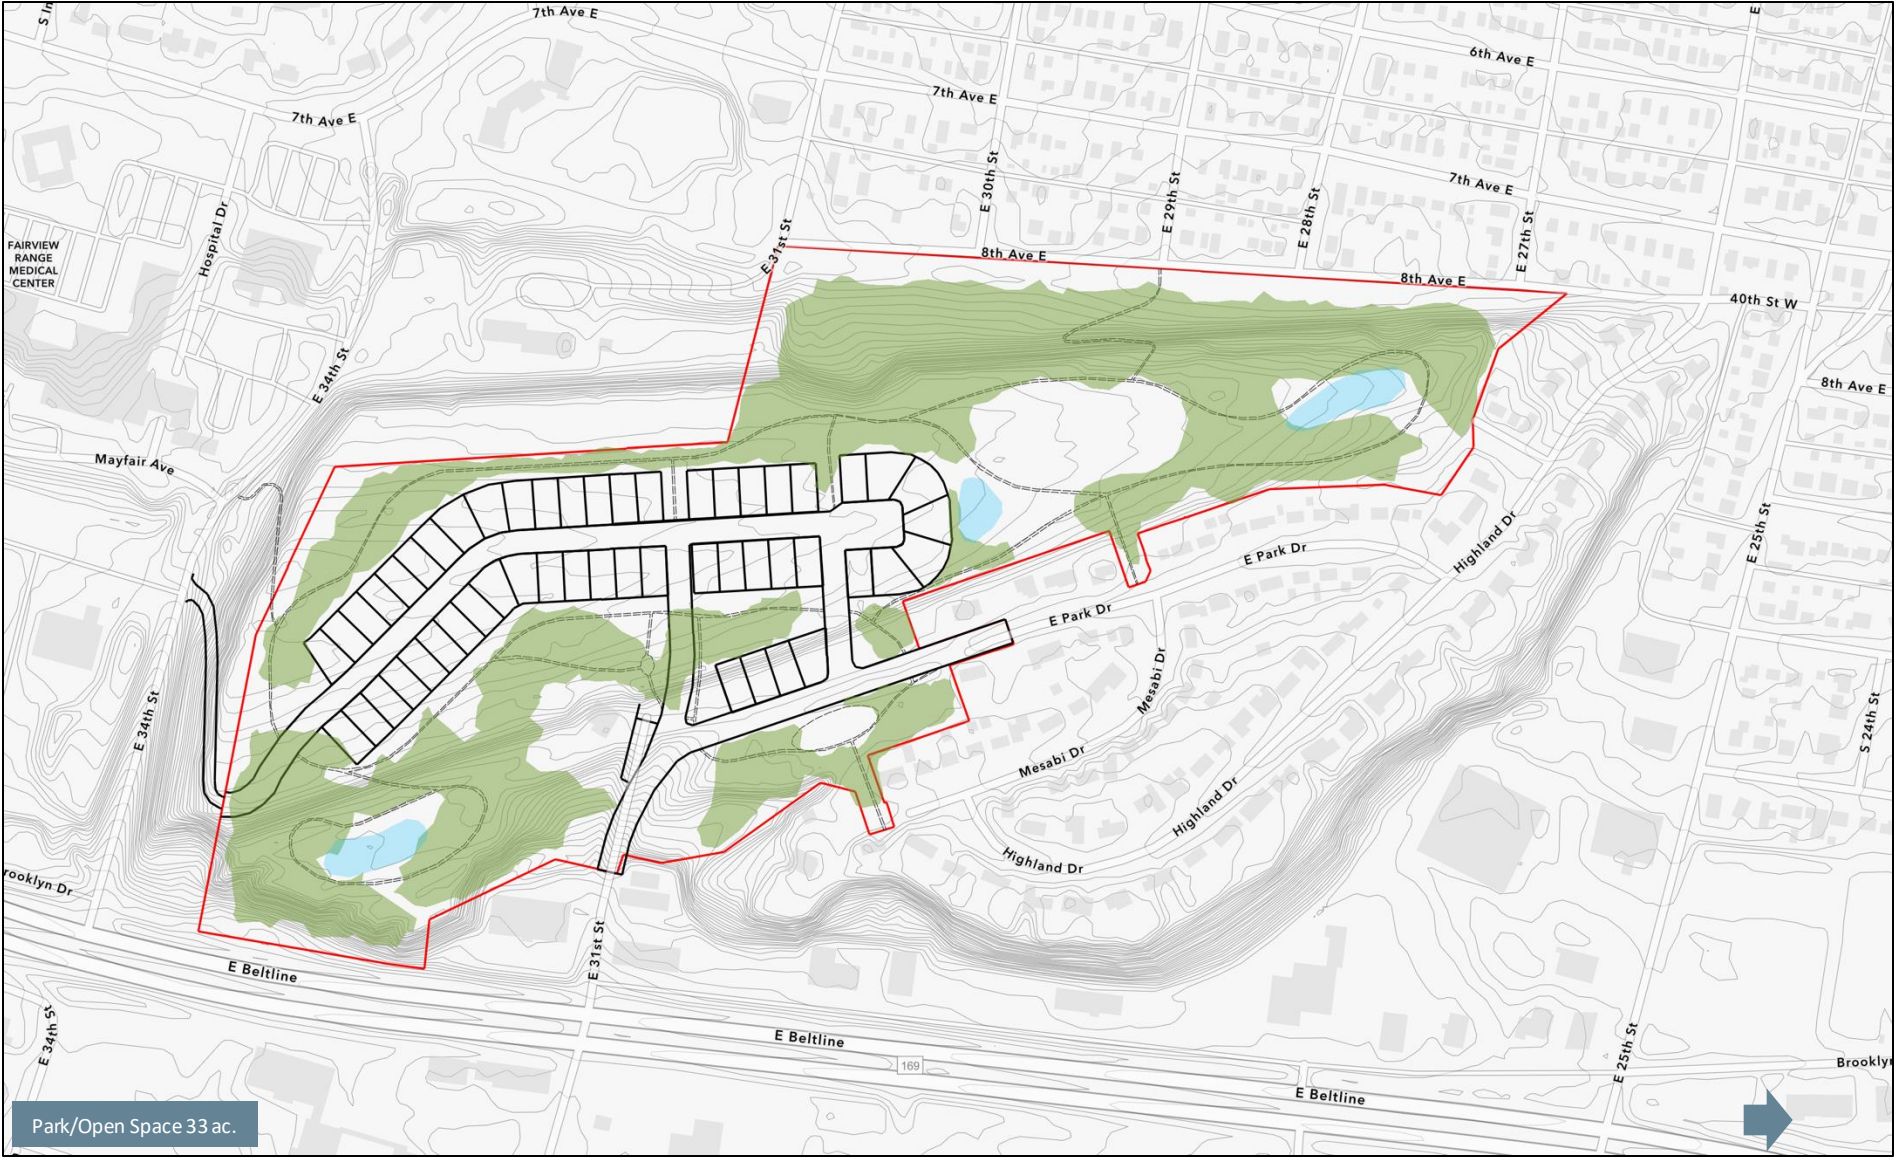 S In
7th Ave E
E
6th Ave E
7th Ave E
7th Ave E
E 30th St
E 29th St
7th Ave E
E 28th St
Hospital Dr
E 27th St
E 31st St
FAIRVIEW
RANGE
MEDICAL
CENTER
8th Ave E
8th Ave E
40th St W
E 34th St
8th Ave E
Mayfair Ave
Highland Dr
E 25th St
E Park Dr
E Park Dr
Mesabi Dr
E 34th St
S 24th St
Mesabi Dr
Highland Dr
Highland Dr
rooklyn Dr
E 31st St
E Beltline
E 34th St
E Beltline
169
E 25th St
Brooklyn
E Beltline
Park/Open Space 33 ac.